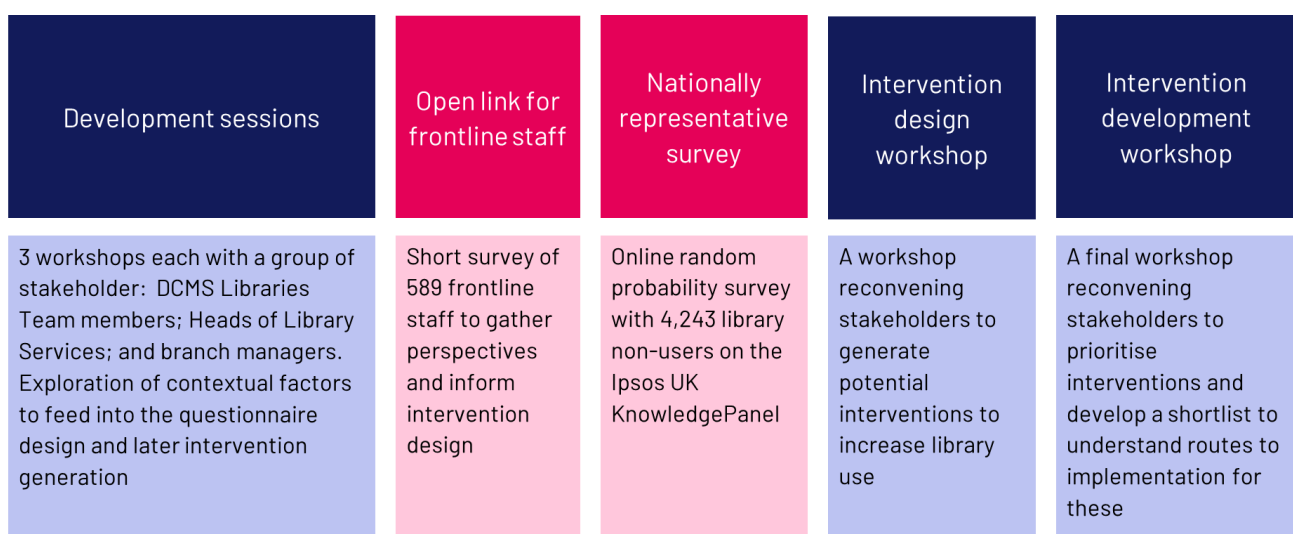 Development sessions
3 workshops each with a group of
stakeholder: DCMS Libraries
Team members; Heads of Library
Services; and branch managers.
Exploration of contextual factors
to feed into the questionnaire
design and later intervention
generation
Open link for
frontline staff
Short survey of
589 frontline
staff to gather
perspectives
and inform
intervention
design
Nationally
representative
survey
Online random
probability survey
with 4,243 library
non-users on the
Ipsos UK
KnowledgePanel
Intervention
design
workshop
A workshop
reconvening
stakeholders to
generate
potential
interventions to
increase library
use
Intervention
development
workshop
A final workshop
reconvening
stakeholders to
prioritise
interventions and
develop a shortlist to
understand routes to
implementation for
these